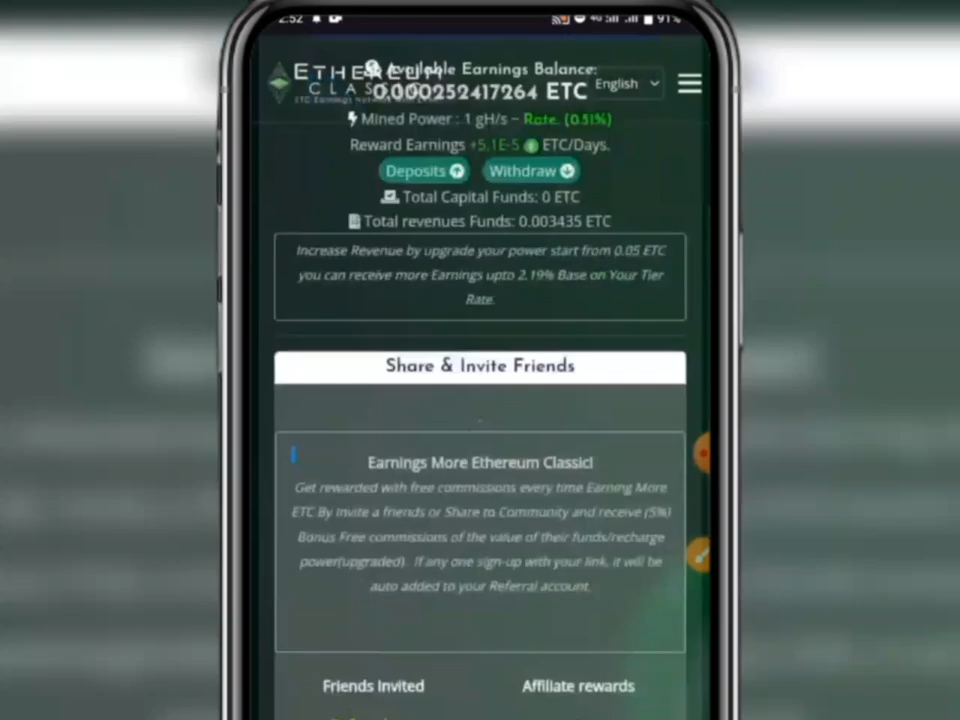 2:52 4G 91%
ETHEREUM
CLASSIC
Available Earnings Balance:
0.000252417264 ETC
English
Mined Power : 1 gH/s ~ Rate. (0.51%)
Reward Earnings +5.1E-5 ETC/Days.
Deposits Withdraw
Total Capital Funds: 0 ETC
Total revenues Funds: 0.003435 ETC
Increase Revenue by upgrade your power start from 0.05 ETC
you can receive more Earnings upto 2.19% Base on Your Tier
Rate.
Share & Invite Friends
Earnings More Ethereum Classic!
Get rewarded with free commissions every time Earning More
ETC By Invite a friends or Share to Community and receive (5%)
Bonus Free commissions of the value of their funds/recharge
power(upgraded). If any one sign-up with your link, it will be
auto added to your Referral account.
Friends Invited Affiliate rewards